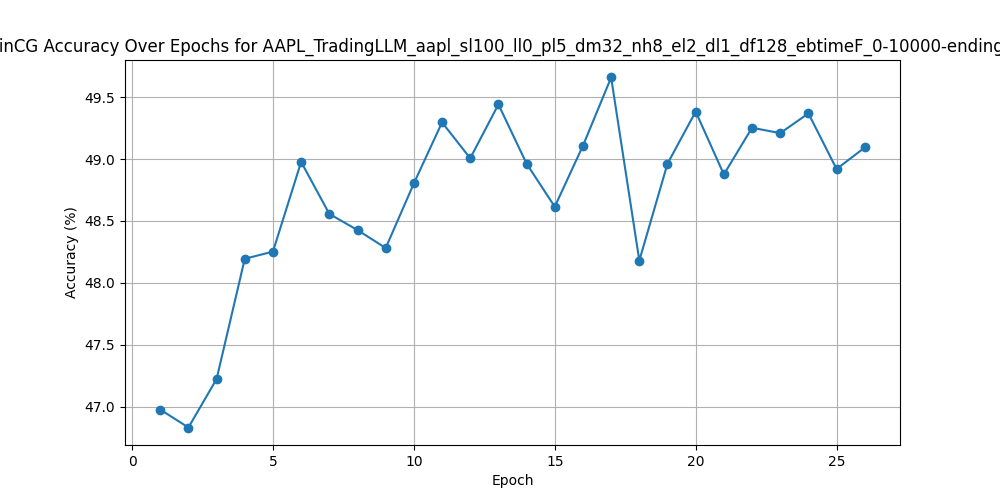 inCG Accuracy Over Epochs for AAPL_TradingLLM_aapl_sl100_ll0_pl5_dm32_nh8_el2_dl1_df128_ebtimeF_0-10000-ending
49.5
49.0
48.5
48.0
47.5
47.0
Accuracy (%)
0 5 10 15 20 25
Epoch